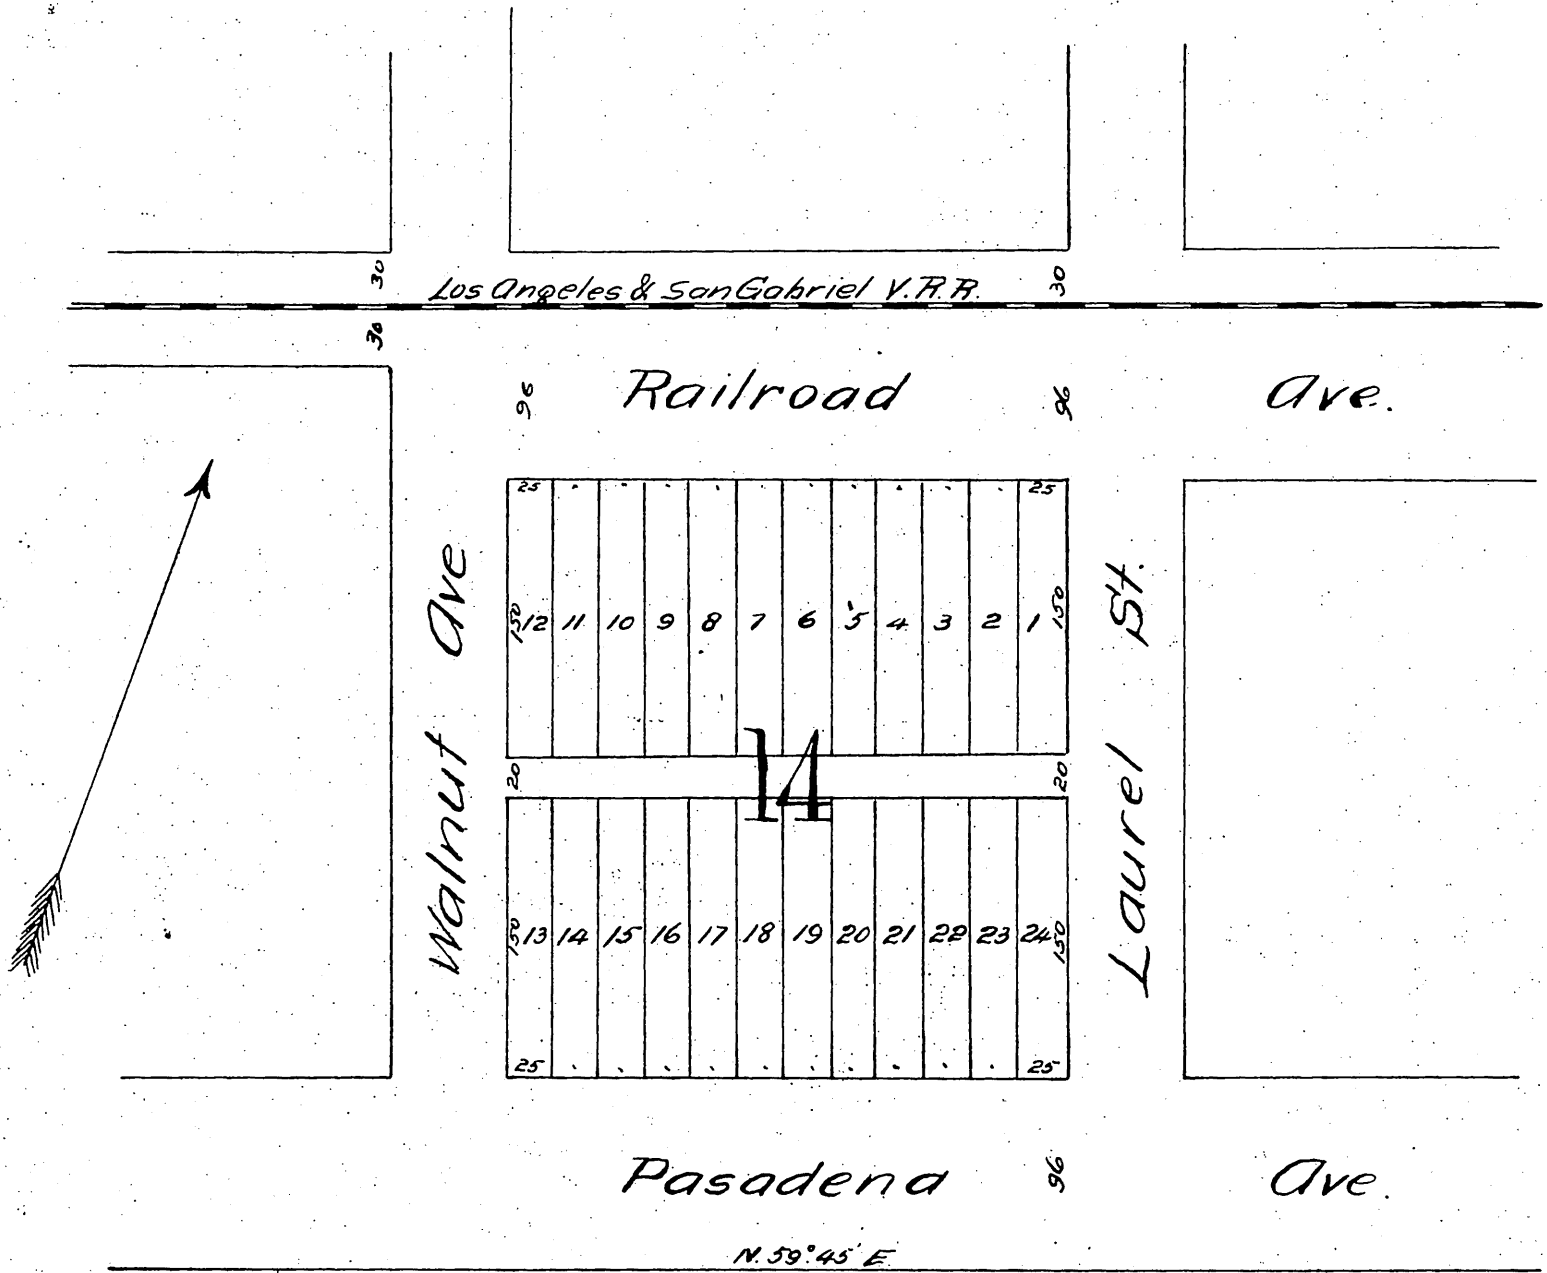 30
30
Los Angeles & San Gabriel V.R.R.
30
96
Railroad
96
Ave.
25
25
Walnut Ave
150
12 11 10 9 8 7 6 5 4 3 2 1
150
Laurel St.
20
14
20
150
13 14 15 16 17 18 19 20 21 22 23 24
150
25
25
Pasadena
96
Ave.
N. 59° 45' E